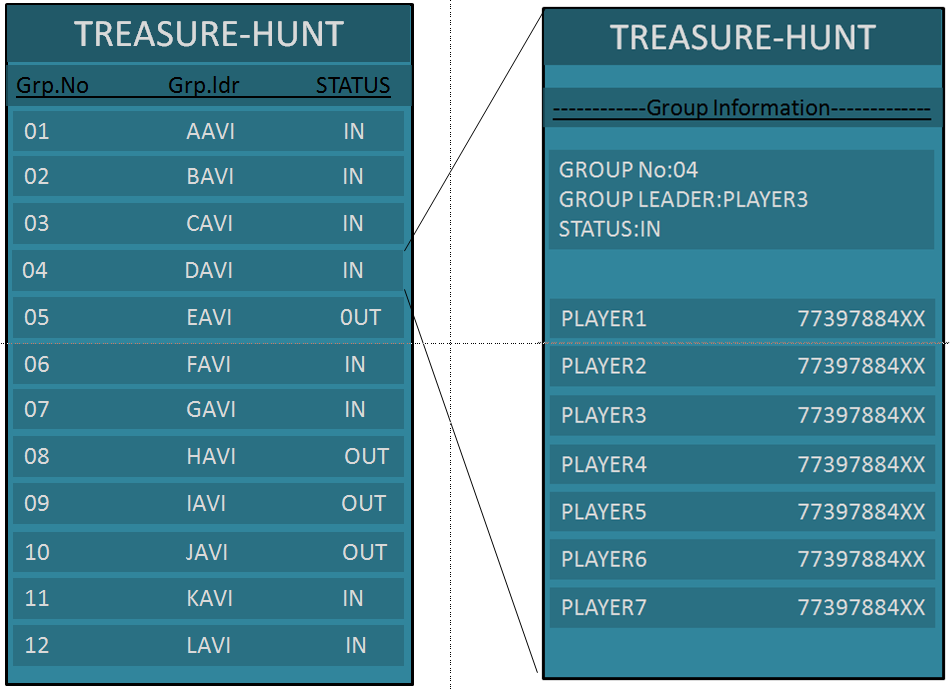 TREASURE-HUNT
Grp.No Grp.ldr STATUS
01 AAVI IN
02 BAVI IN
03 CAVI IN
04 DAVI IN
05 EAVI 0UT
06 FAVI IN
07 GAVI IN
08 HAVI OUT
09 IAVI OUT
10 JAVI OUT
11 KAVI IN
12 LAVI IN
TREASURE-HUNT
------------Group Information-------------
GROUP No:04
GROUP LEADER:PLAYER3
STATUS:IN
PLAYER1 77397884XX
PLAYER2 77397884XX
PLAYER3 77397884XX
PLAYER4 77397884XX
PLAYER5 77397884XX
PLAYER6 77397884XX
PLAYER7 77397884XX